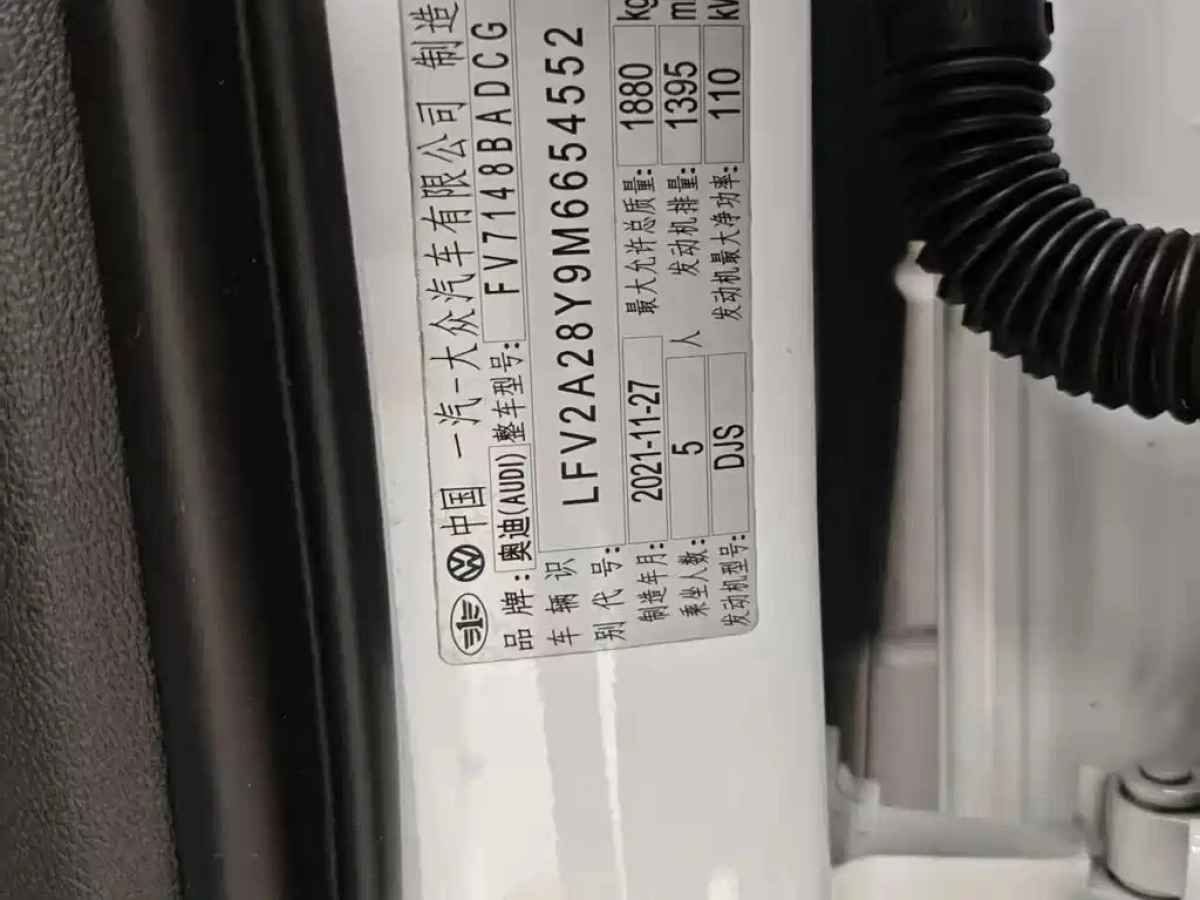 中国 一汽-大众汽车有限公司 制造
品牌: 奥迪(AUDI) 整车型号: FV7148BADCG
车辆识别代号: LFV2A28Y9M6654552
制造年月: 2021-11-27 最大允许总质量: 1880 kg
乘坐人数: 5 人 发动机排量: 1395 m
发动机型号: DJS 发动机最大净功率: 110 kW